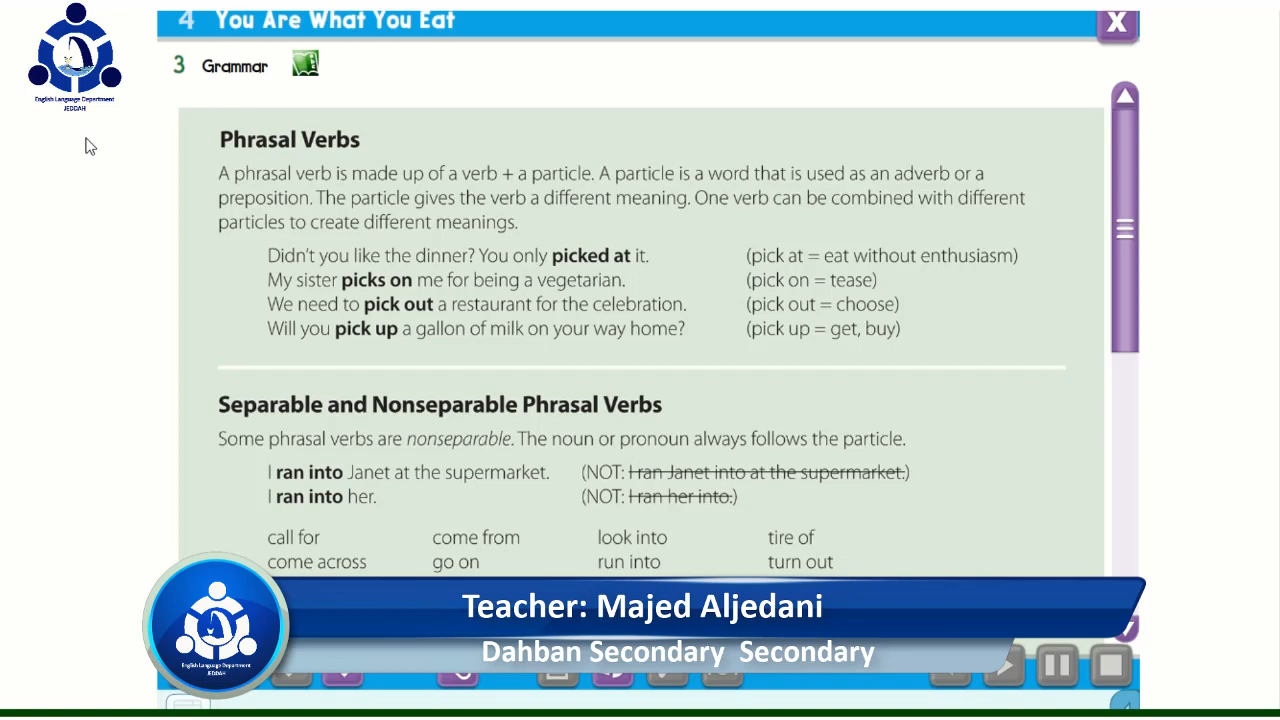 4 You Are What You Eat
X
English Language Department
JEDDAH
3 Grammar
Phrasal Verbs
A phrasal verb is made up of a verb + a particle. A particle is a word that is used as an adverb or a
preposition. The particle gives the verb a different meaning. One verb can be combined with different
particles to create different meanings.
Didn't you like the dinner? You only picked at it. (pick at = eat without enthusiasm)
My sister picks on me for being a vegetarian. (pick on = tease)
We need to pick out a restaurant for the celebration. (pick out = choose)
Will you pick up a gallon of milk on your way home? (pick up = get, buy)
Separable and Nonseparable Phrasal Verbs
Some phrasal verbs are nonseparable. The noun or pronoun always follows the particle.
I ran into Janet at the supermarket. (NOT: I ran Janet into at the supermarket.)
I ran into her. (NOT: I ran her into.)
call for come from look into tire of
come across go on run into turn out
Teacher: Majed Aljedani
Dahban Secondary Secondary
English Language Department
JEDDAH